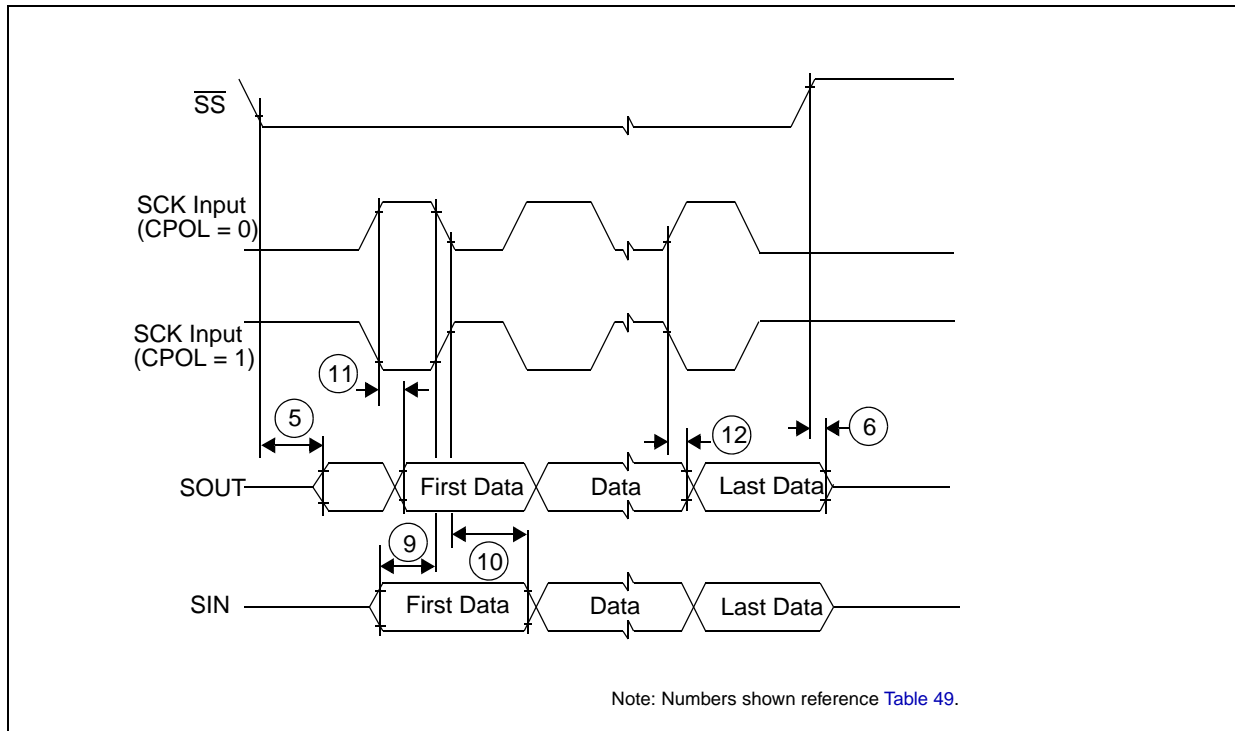 SS
SCK Input
(CPOL = 0)
SCK Input
(CPOL = 1)
11
5
12
6
SOUT
First Data
Data
Last Data
9
10
SIN
First Data
Data
Last Data
Note: Numbers shown reference Table 49.